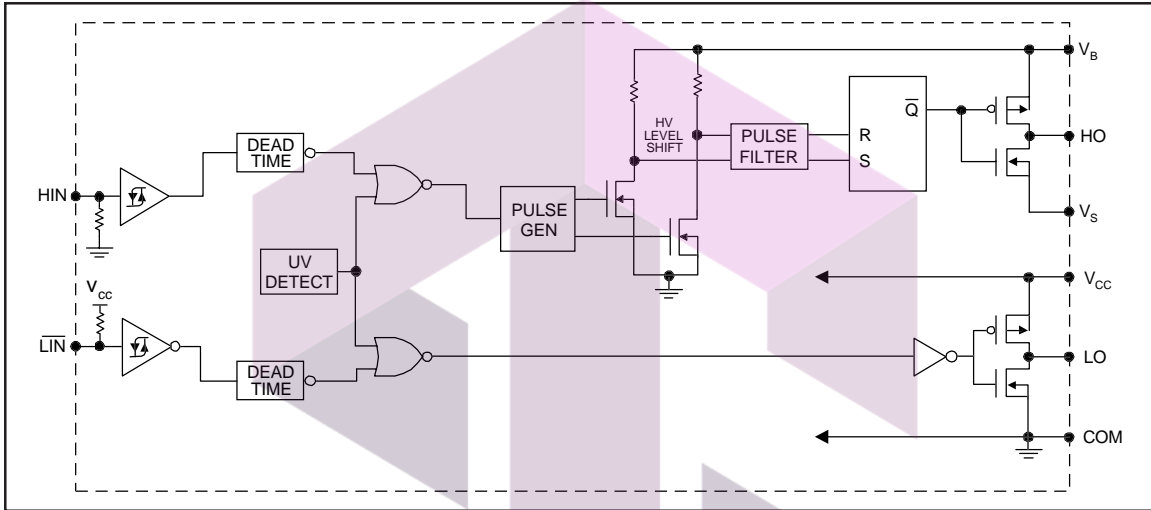 V_B
HV
LEVEL
SHIFT
Q̅
DEAD
TIME
PULSE
FILTER
R
S
HO
HIN
PULSE
GEN
V_S
UV
DETECT
V_CC
V_CC
L̅I̅N̅
LO
DEAD
TIME
COM